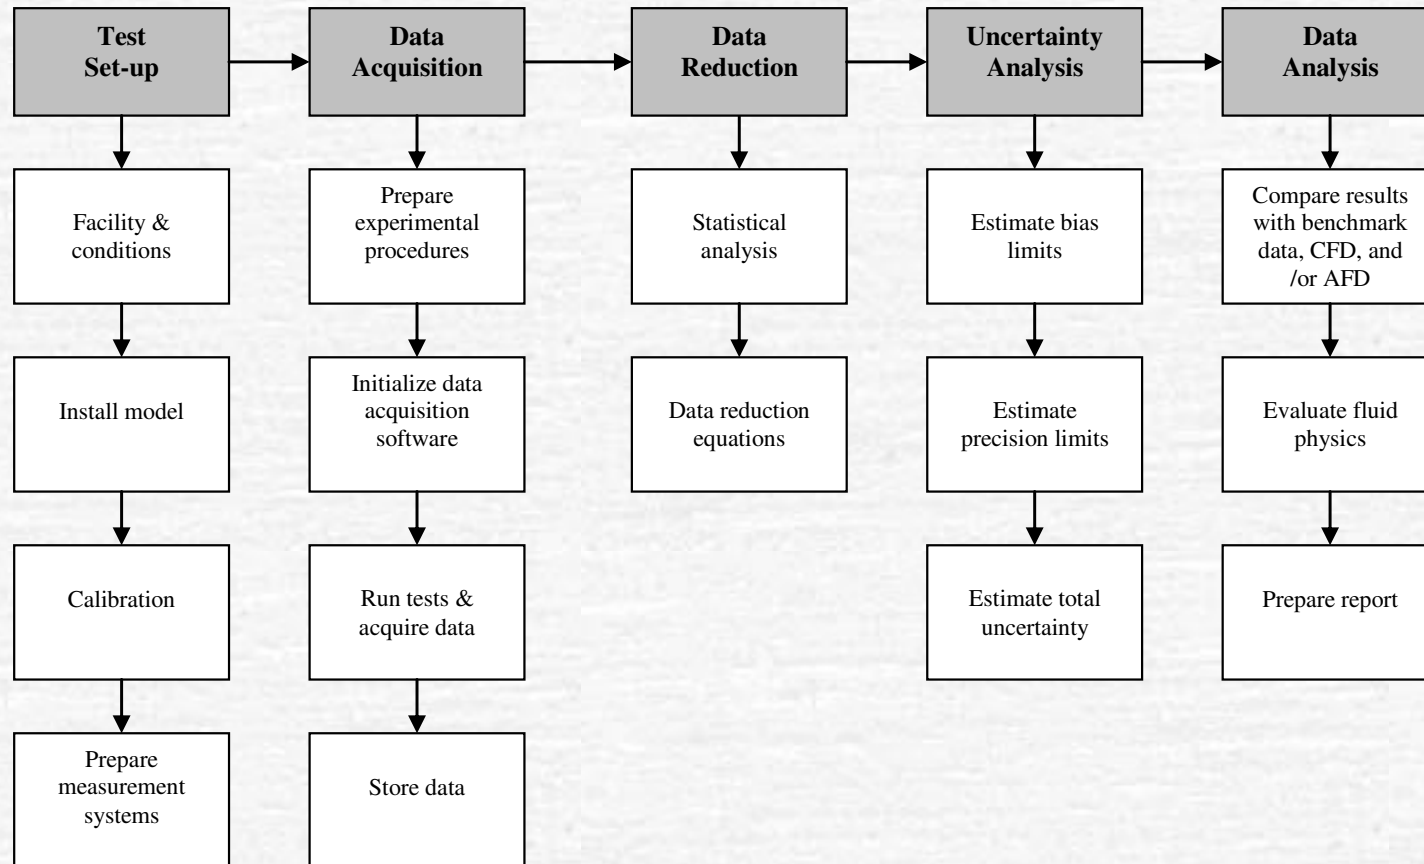 Test
Set-up
Data
Acquisition
Data
Reduction
Uncertainty
Analysis
Data
Analysis
Facility &
conditions
Prepare
experimental
procedures
Statistical
analysis
Estimate bias
limits
Compare results
with benchmark
data, CFD, and
/or AFD
Install model
Initialize data
acquisition
software
Data reduction
equations
Estimate
precision limits
Evaluate fluid
physics
Calibration
Run tests &
acquire data
Estimate total
uncertainty
Prepare report
Prepare
measurement
systems
Store data